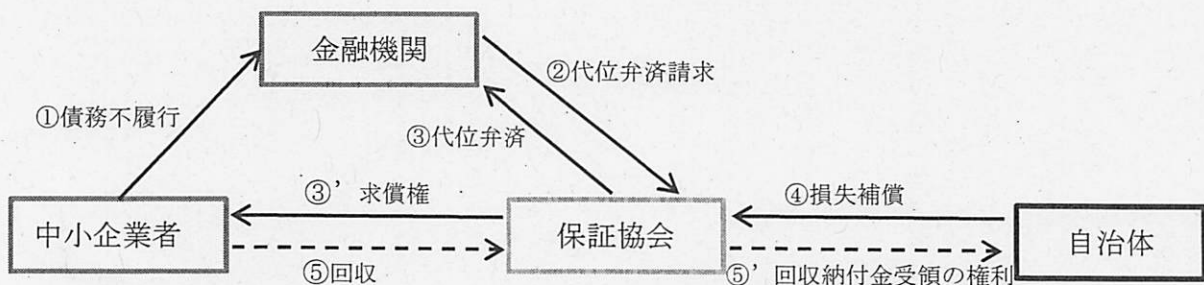 金融機関
②代位弁済請求
①債務不履行
③代位弁済
③’ 求償権
④損失補償
中小企業者
保証協会
自治体
⑤回収
⑤’ 回収納付金受領の権利